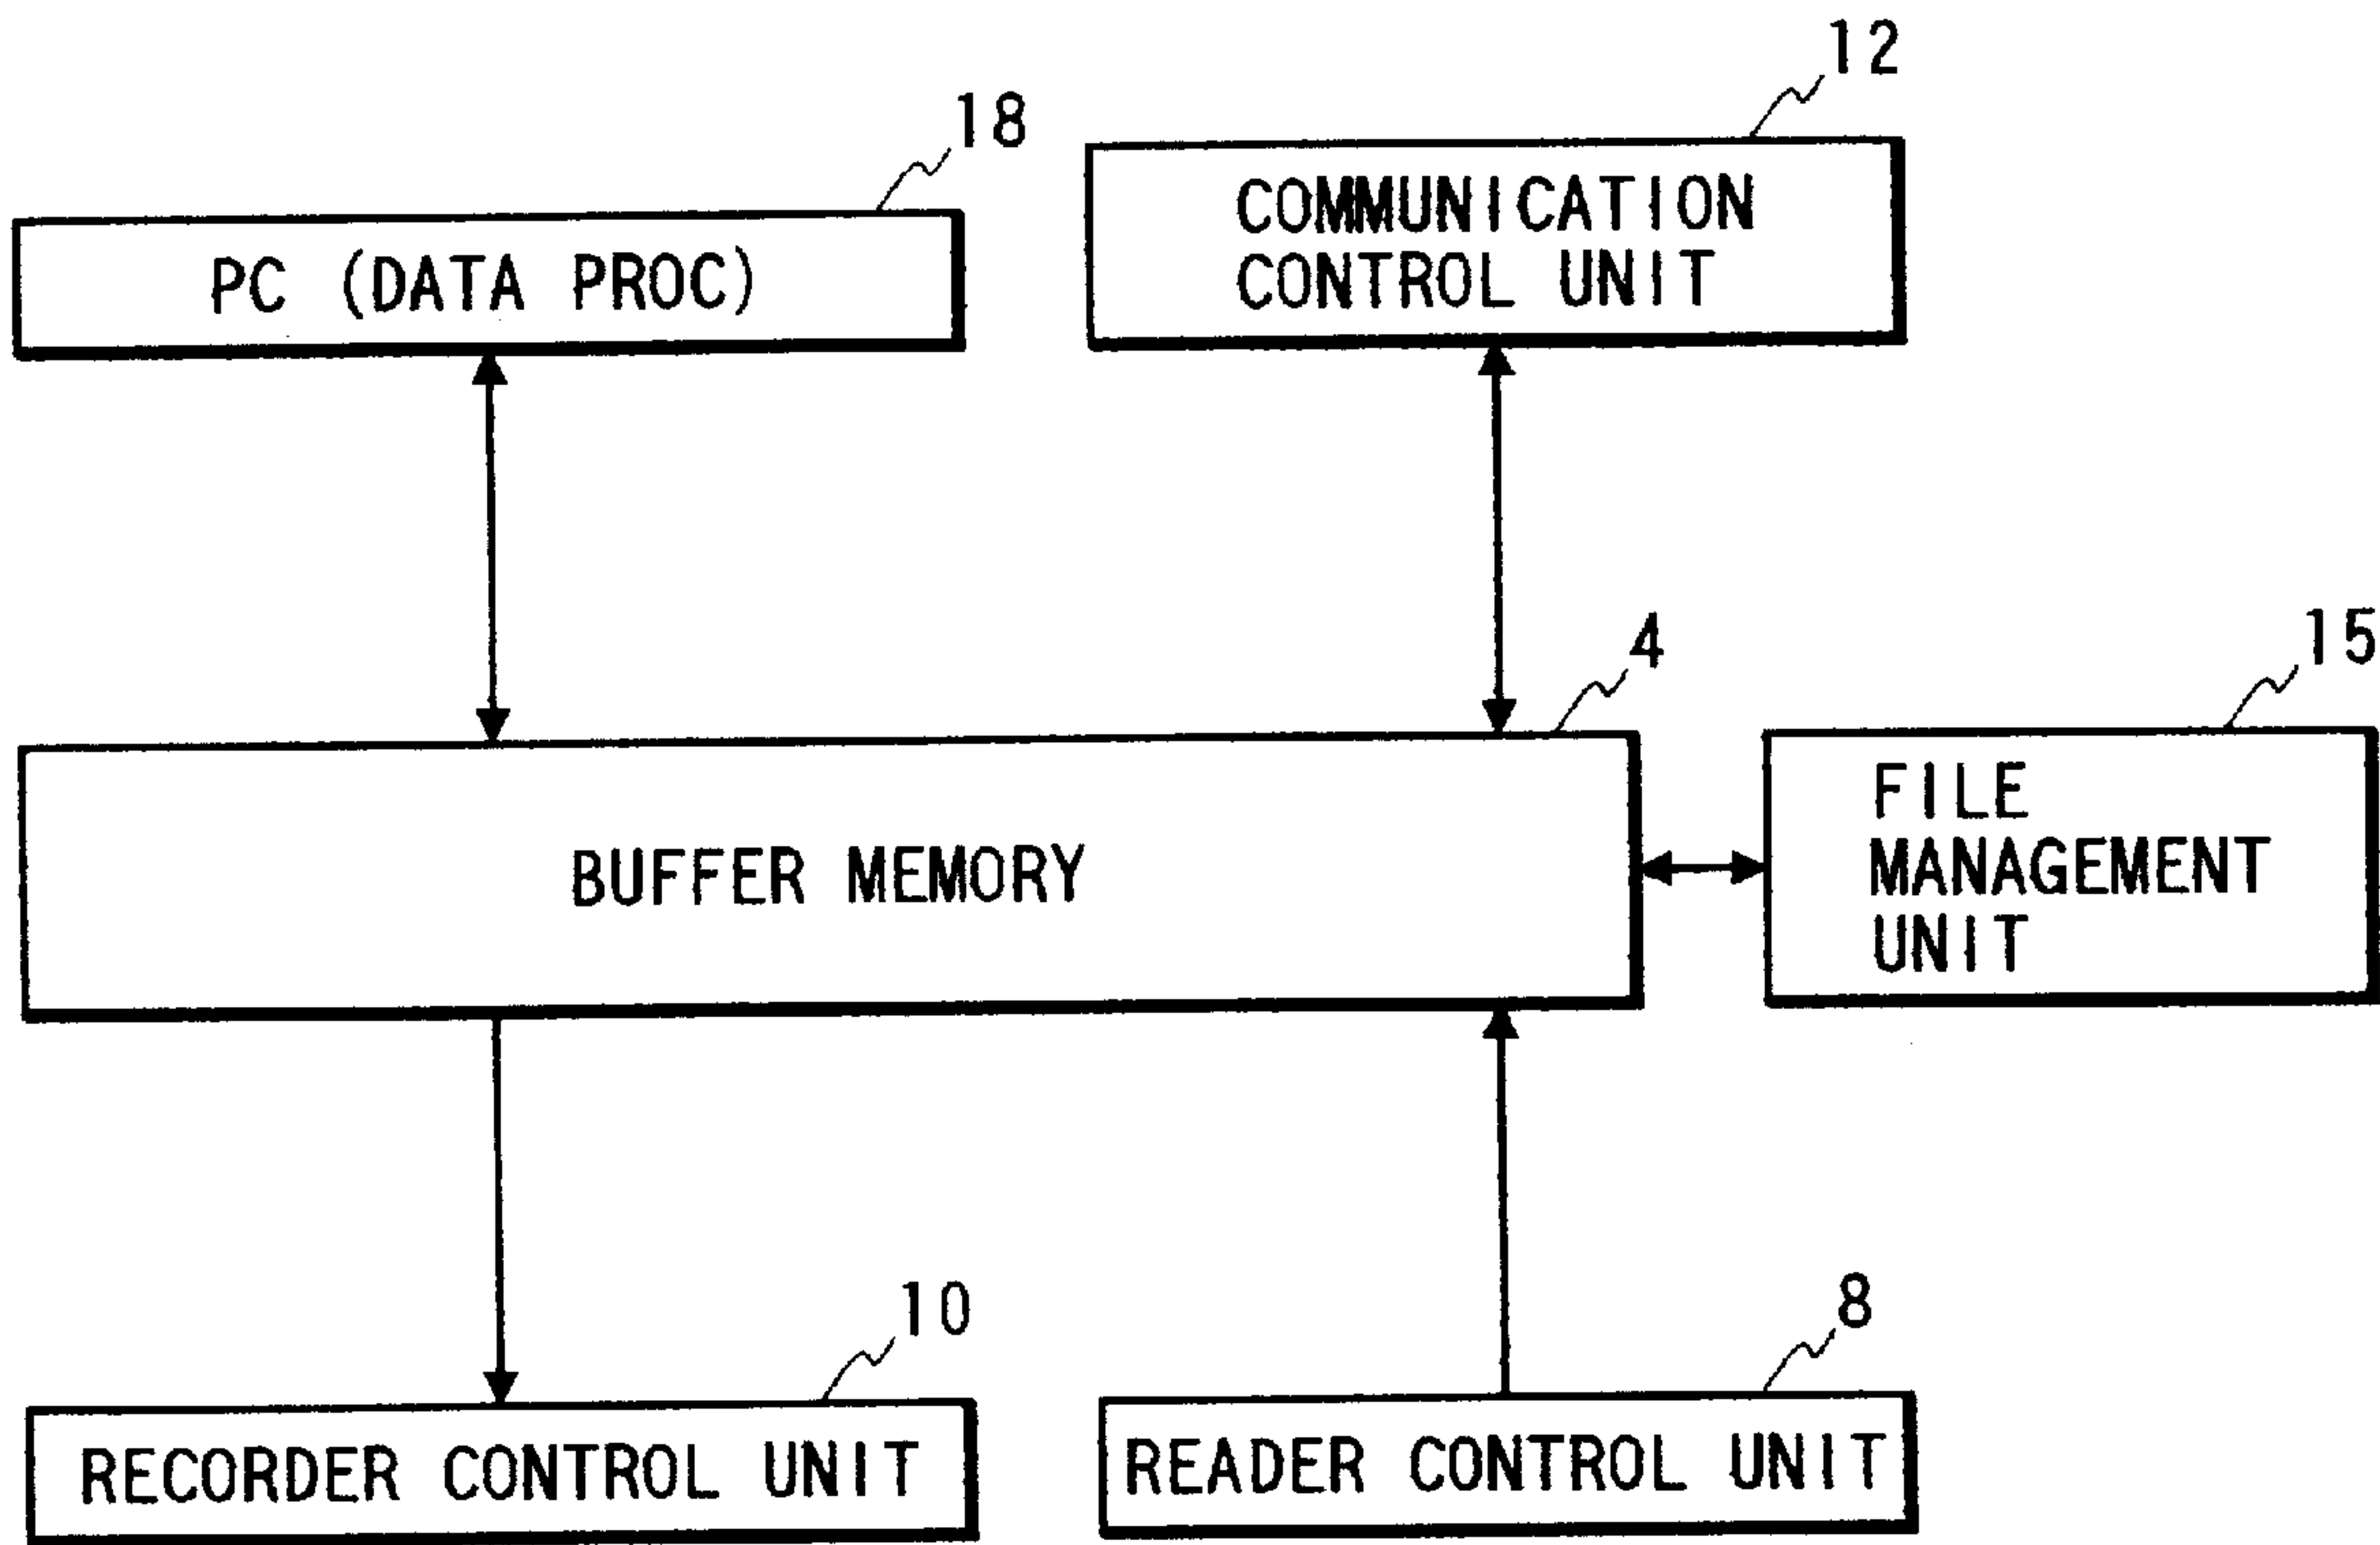 12
18
COMMUNICATION
CONTROL UNIT
PC (DATA PROC)
4
15
BUFFER MEMORY
FILE
MANAGEMENT
UNIT
10
8
RECORDER CONTROL UNIT
READER CONTROL UNIT